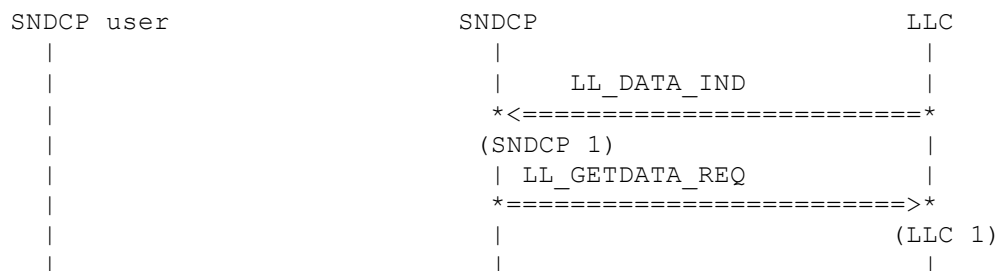 SNDCP user                    SNDCP                       LLC
  |                             |                           |
  |                             |    LL_DATA_IND            |
  |                             *<=========================*
  |                            (SNDCP 1)                    |
  |                             | LL_GETDATA_REQ            |
  |                             *=========================>*
  |                             |                         (LLC 1)
  |                             |                           |